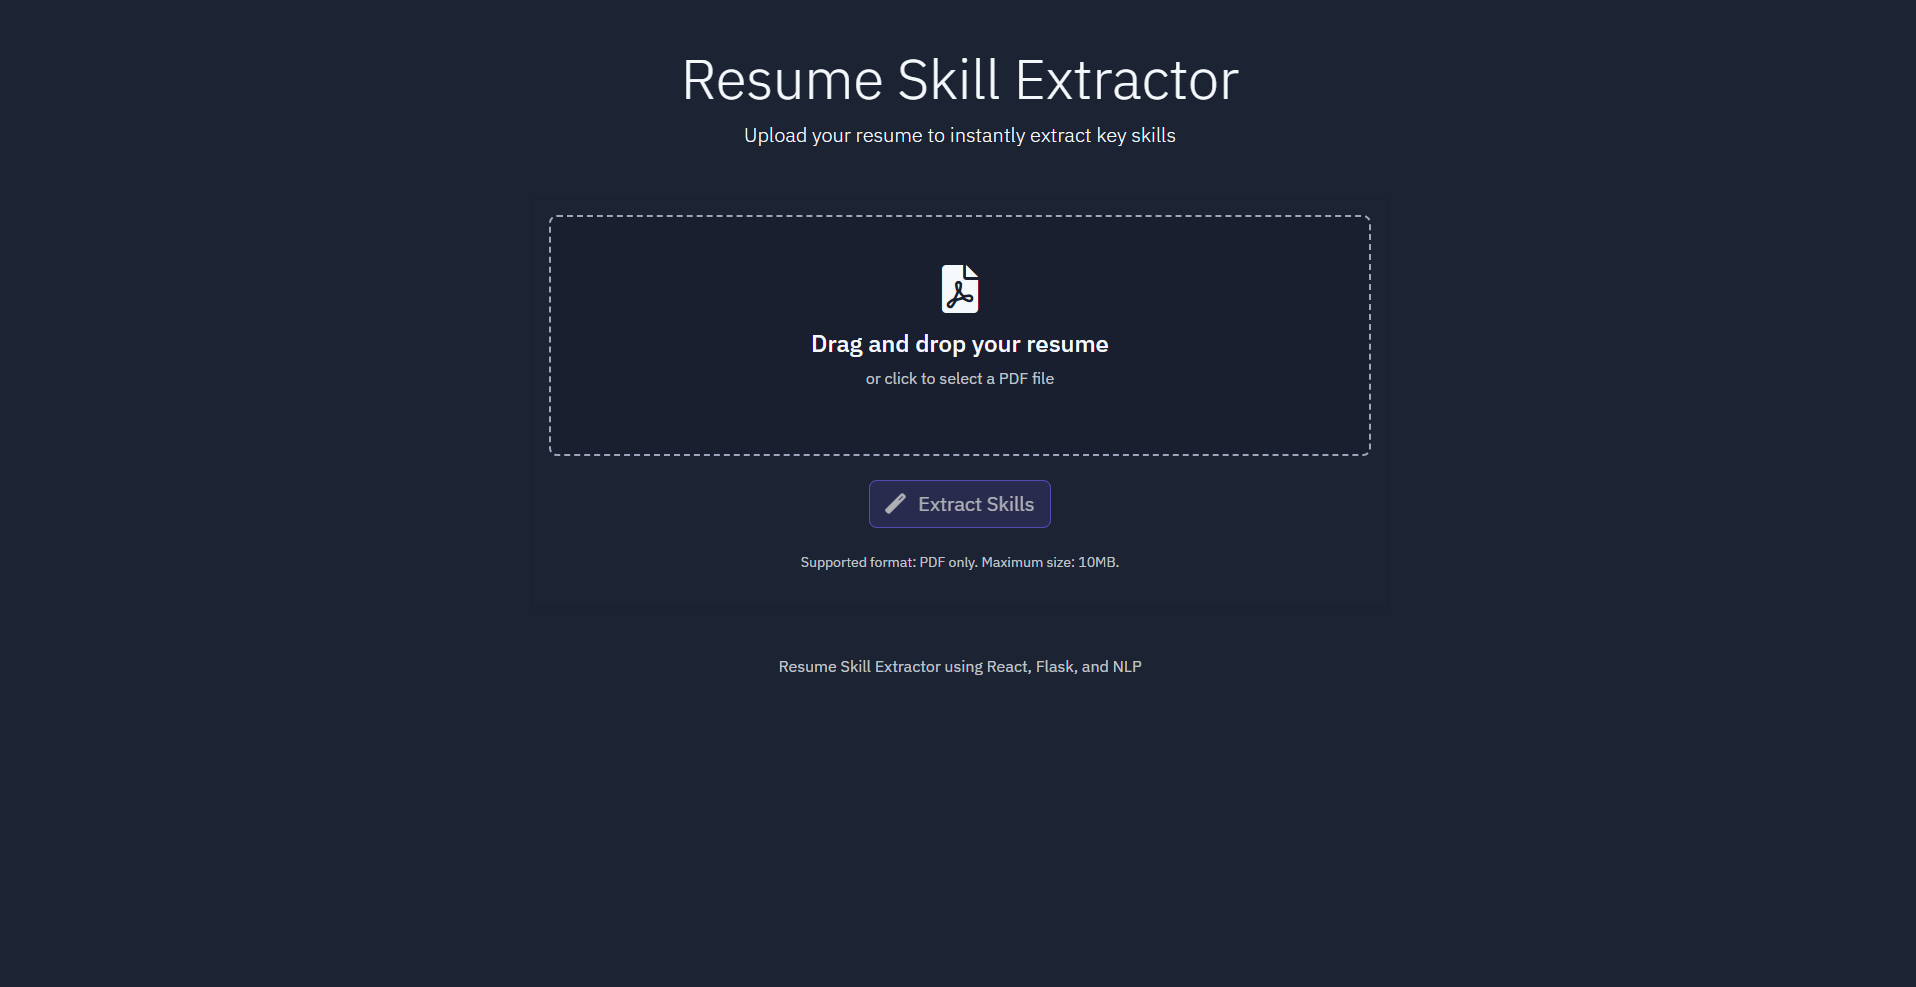 Resume Skill Extractor
Upload your resume to instantly extract key skills
Drag and drop your resume
or click to select a PDF file
Extract Skills
Supported format: PDF only. Maximum size: 10MB.
Resume Skill Extractor using React, Flask, and NLP